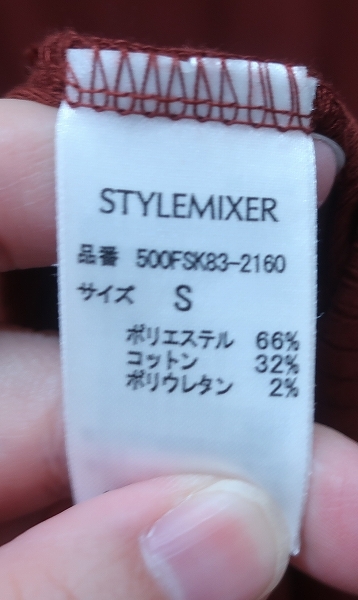 STYLEMIXER
品番 500FSK83-2160
サイズ S
ポリエステル 66%
コットン 32%
ポリウレタン 2%